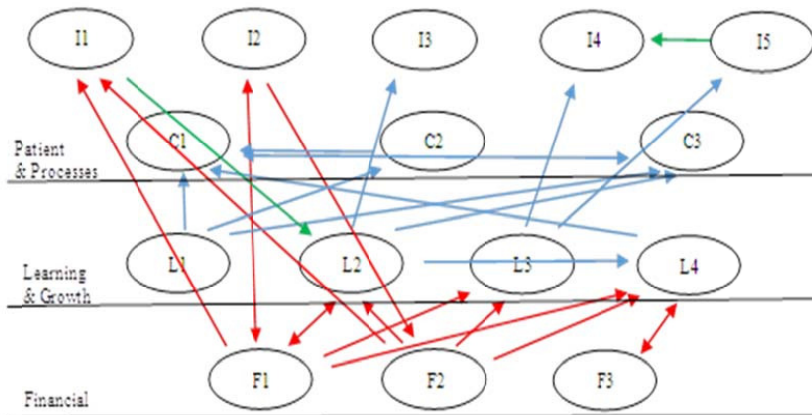 I1 I2 I3 I4 I5
C1 C2 C3
Patient
& Processes
L1 L2 L3 L4
Learning
& Growth
F1 F2 F3
Financial